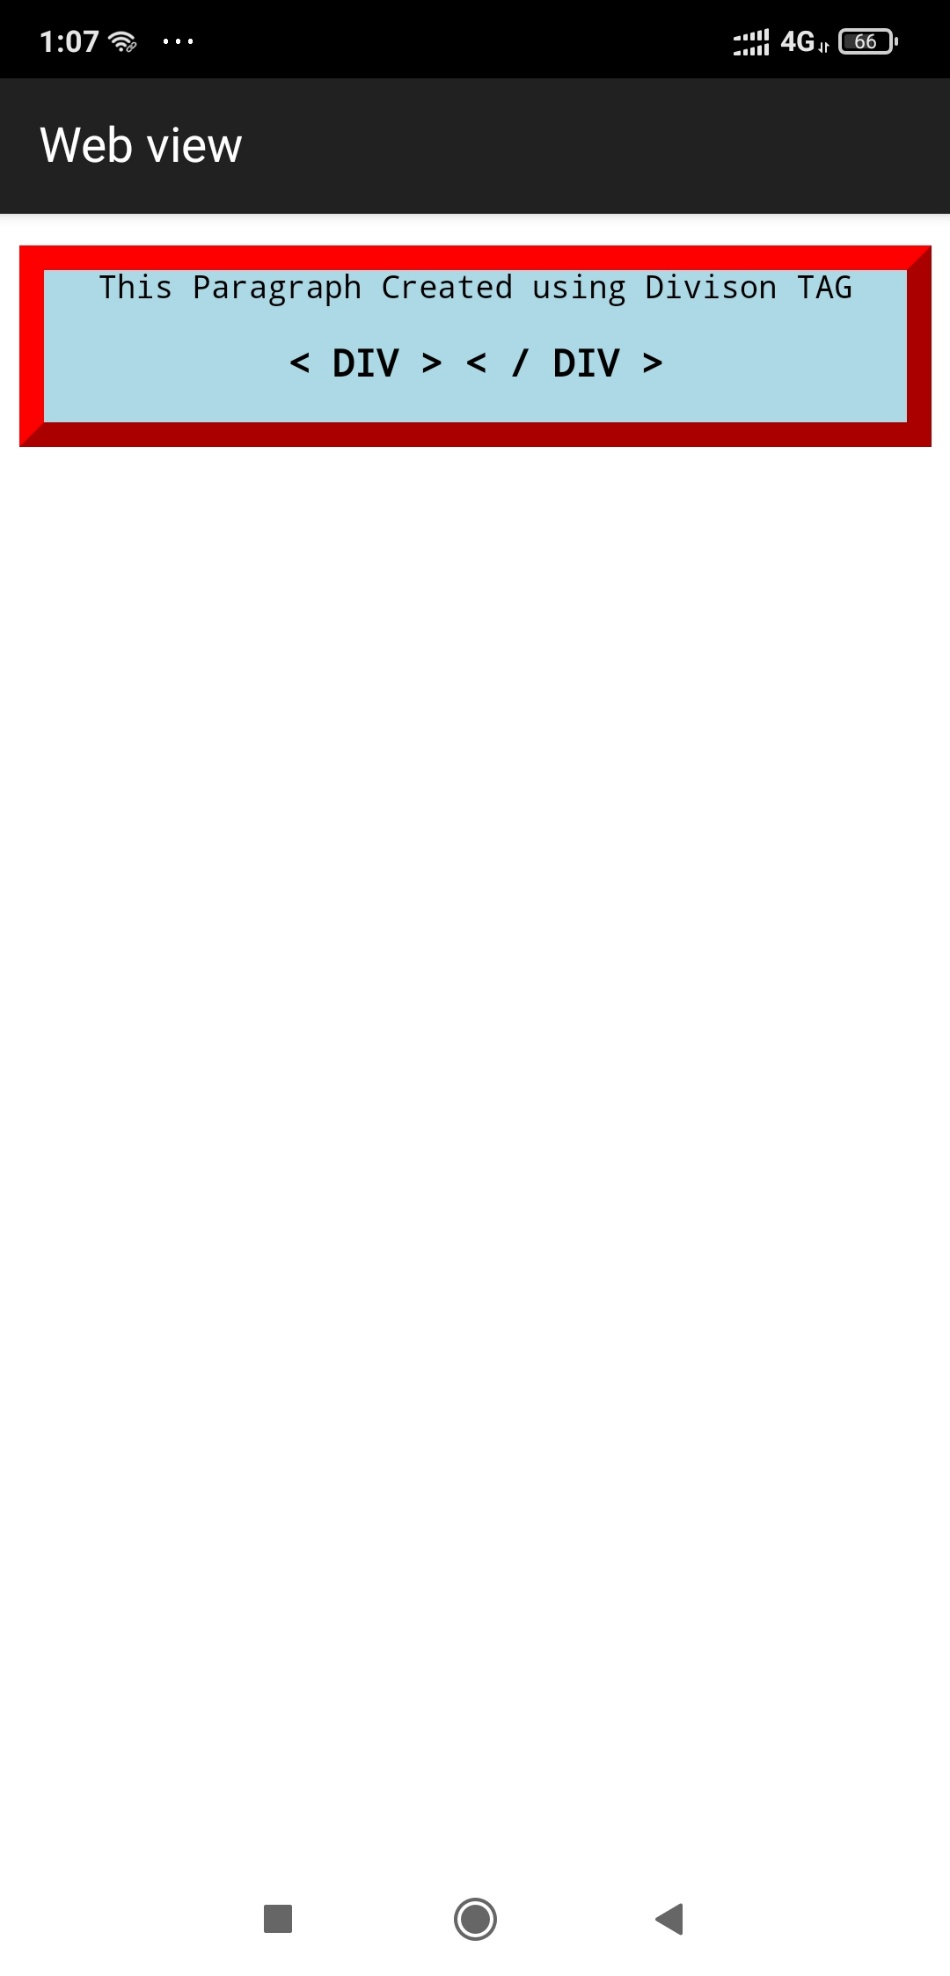 1:07 ... 4G 66
Web view
This Paragraph Created using Divison TAG
< DIV > < / DIV >